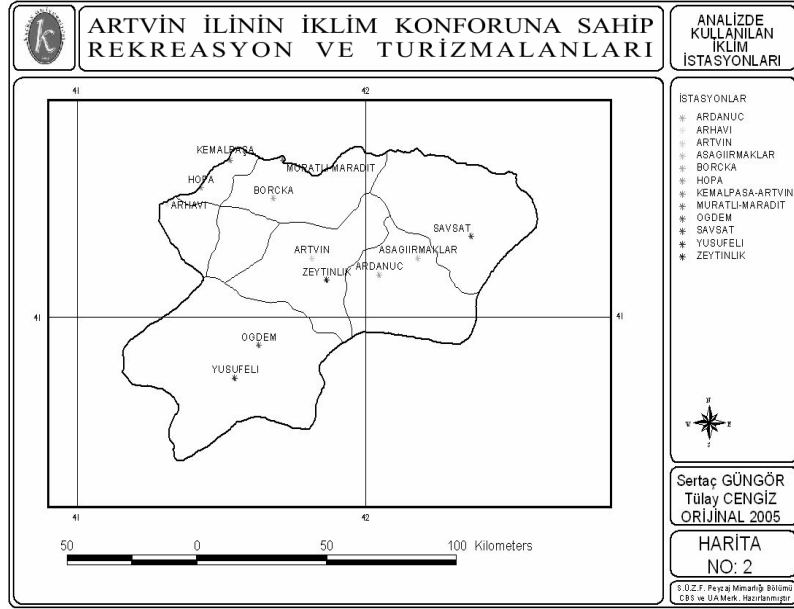 ARTVİN İLİNİN İKLİM KONFORUNA SAHİP
REKREASYON VE TURİZMALANLARI
ANALİZDE
KULLANILAN
İKLİM
İSTASYONLARI
41
42
KEMALPAŞA
MURATLI-MARADIT
HOPA
BORCKA
ARHAVI
SAVSAT
ARTVIN
ASAGIIRMAKLAR
ZEYTINLIK
ARDANUC
41
41
OGDEM
YUSUFELI
41
42
50
0
50
100 Kilometers
İSTASYONLAR
ARDANUC
ARHAVI
ARTVIN
ASAGIIRMAKLAR
BORCKA
HOPA
KEMALPASA-ARTVIN
MURATLI-MARADIT
OGDEM
SAVSAT
YUSUFELI
ZEYTINLIK
N
W
E
S
Sertaç GÜNGÖR
Tülay CENGİZ
ORİJİNAL 2005
HARİTA
NO: 2
S.Ü.Z.F. Peyzaj Mimarlığı Bölümü
CBS ve UA Merk. Hazırlanmıştır